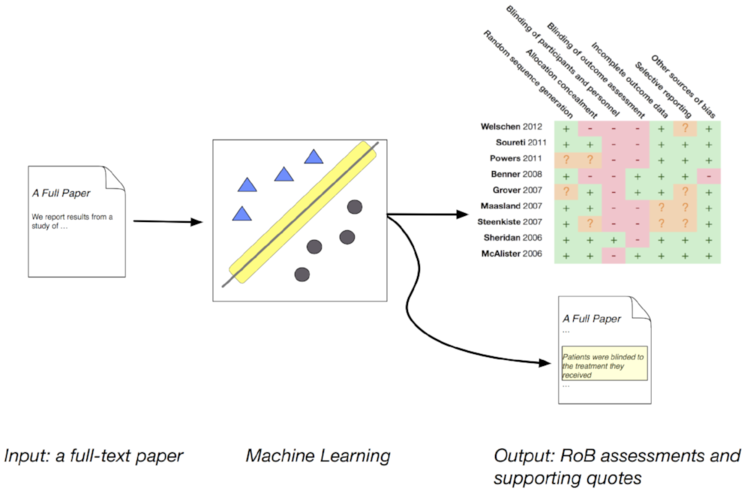 Random sequence generation
Allocation concealment
Blinding of participants and personnel
Blinding of outcome assessment
Incomplete outcome data
Selective reporting
Other sources of bias
Welschen 2012 + - - - + ? +
Soureti 2011 + + - - + + +
Powers 2011 ? ? - - + + +
Benner 2008 + - - + + + -
Grover 2007 ? + - + + ? +
Maasland 2007 + + - - ? ? +
Steenkiste 2007 + ? - - ? ? +
Sheridan 2006 + + + - + + +
McAlister 2006 + + - + + + +
A Full Paper
We report results from a
study of ...
A Full Paper
...
Patients were blinded to
the treatment they
received
...
Input: a full-text paper
Machine Learning
Output: RoB assessments and
supporting quotes